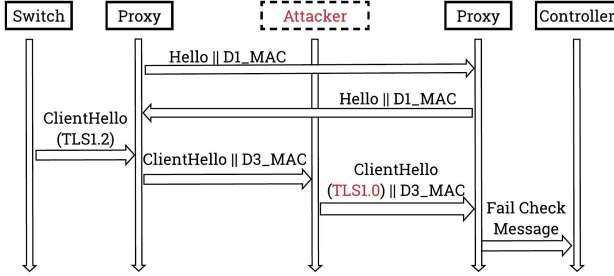 Switch
Proxy
Attacker
Proxy
Controller
Hello || D1_MAC
Hello || D1_MAC
ClientHello
(TLS1.2)
ClientHello || D3_MAC
ClientHello
(TLS1.0) || D3_MAC
Fail Check
Message